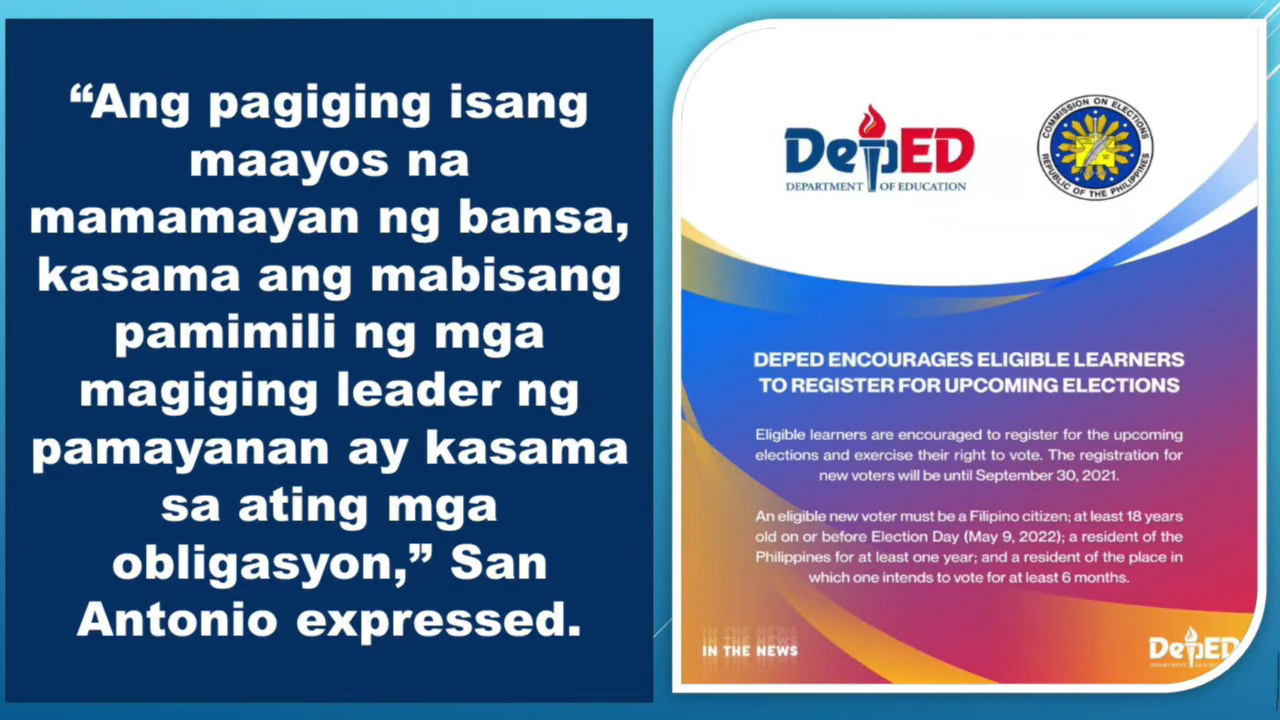 “Ang pagiging isang
maayos na
mamamayan ng bansa,
kasama ang mabisang
pamimili ng mga
magiging leader ng
pamayanan ay kasama
sa ating mga
obligasyon,” San
Antonio expressed.
DepED
DEPARTMENT OF EDUCATION
COMMISSION ON ELECTIONS
REPUBLIC OF THE PHILIPPINES
DEPED ENCOURAGES ELIGIBLE LEARNERS
TO REGISTER FOR UPCOMING ELECTIONS
Eligible learners are encouraged to register for the upcoming
elections and exercise their right to vote. The registration for
new voters will be until September 30, 2021.
An eligible new voter must be a Filipino citizen; at least 18 years
old on or before Election Day (May 9, 2022); a resident of the
Philippines for at least one year; and a resident of the place in
which one intends to vote for at least 6 months.
IN THE NEWS
DepED